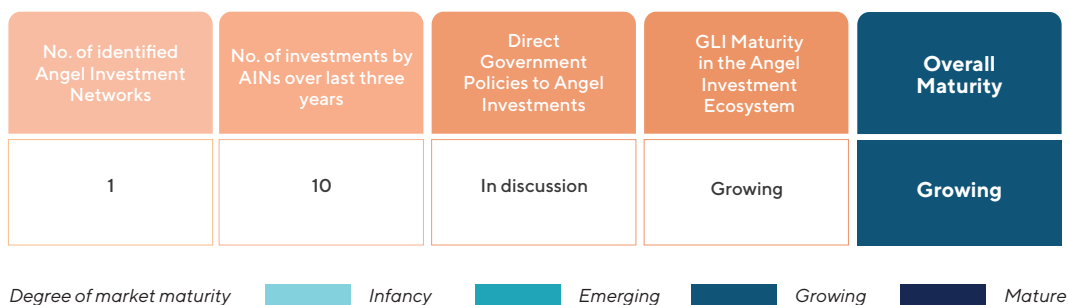 No. of identified
Angel Investment
Networks
No. of investments by
AINs over last three
years
Direct
Government
Policies to Angel
Investments
GLI Maturity
in the Angel
Investment
Ecosystem
Overall
Maturity
1
10
In discussion
Growing
Growing
Degree of market maturity
Infancy
Emerging
Growing
Mature